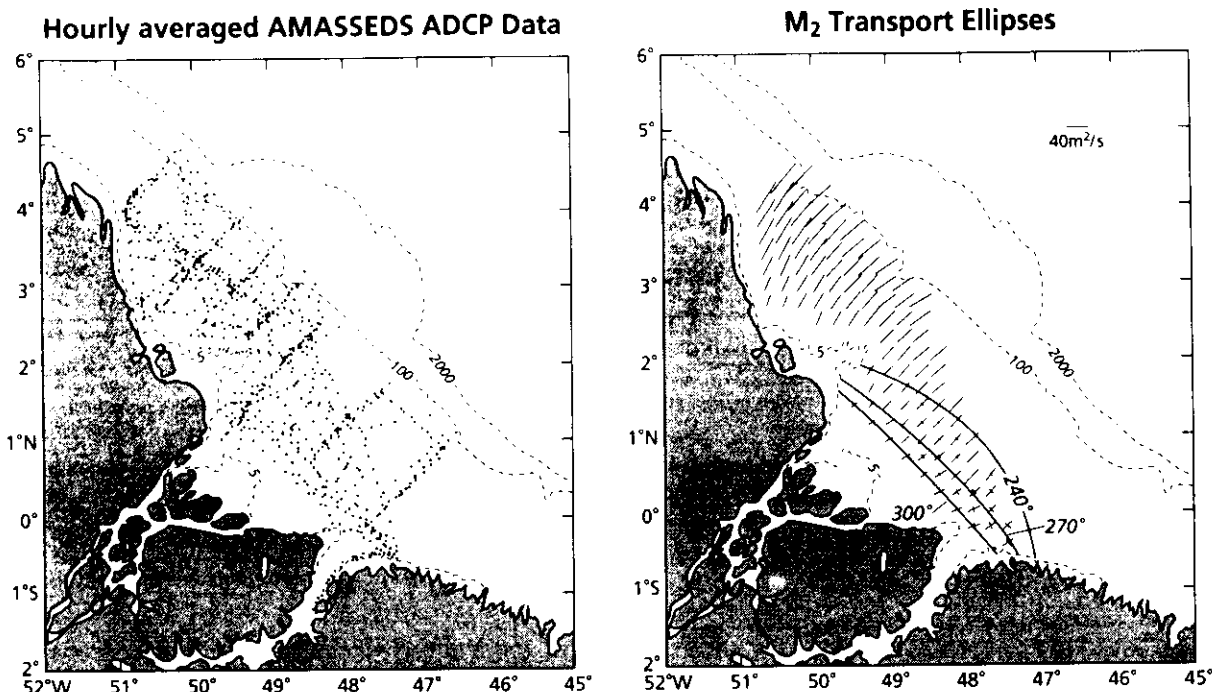 Hourly averaged AMASSEDS ADCP Data
6°
5°
4°
3°
2°
1°N
0°
1°S
2°
52°W 51° 50° 49° 48° 47° 46° 45°
5
100
2000
5
M₂ Transport Ellipses
6°
5°
4°
3°
2°
1°N
0°
1°S
2°
52°W 51° 50° 49° 48° 47° 46° 45°
40m²/s
5
100
2000
5
240°
300°
270°